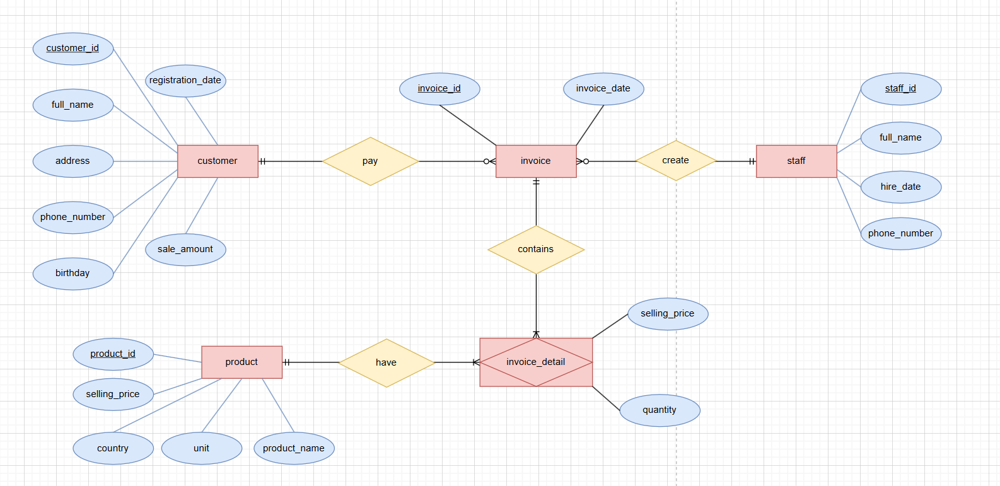 customer_id
registration_date
full_name
address
phone_number
birthday
sale_amount
customer
pay
invoice_id
invoice_date
invoice
create
staff
staff_id
full_name
hire_date
phone_number
contains
product_id
selling_price
country
unit
product_name
product
have
invoice_detail
selling_price
quantity